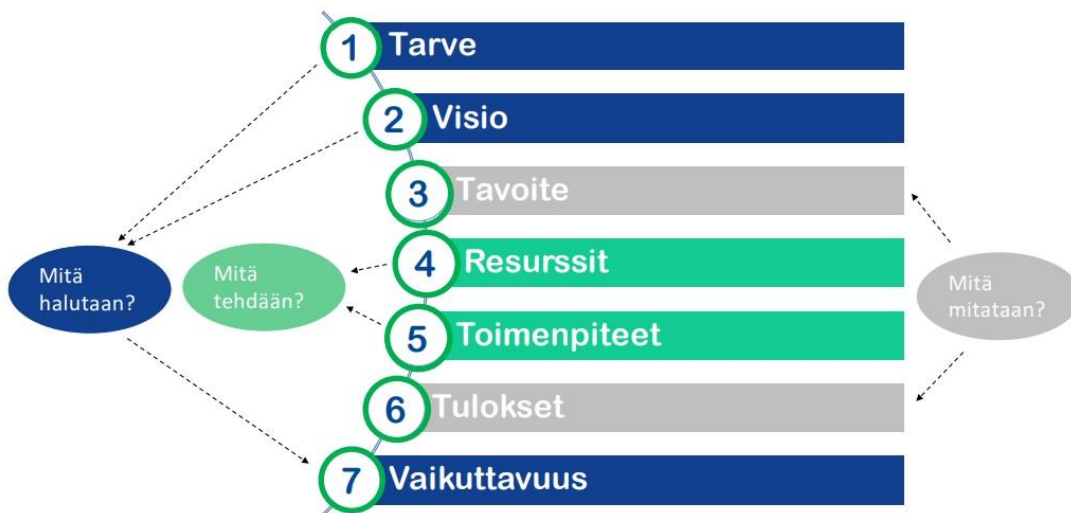 1 Tarve
2 Visio
3 Tavoite
4 Resurssit
5 Toimenpiteet
6 Tulokset
7 Vaikuttavuus
Mitä
halutaan?
Mitä
tehdään?
Mitä
mitataan?